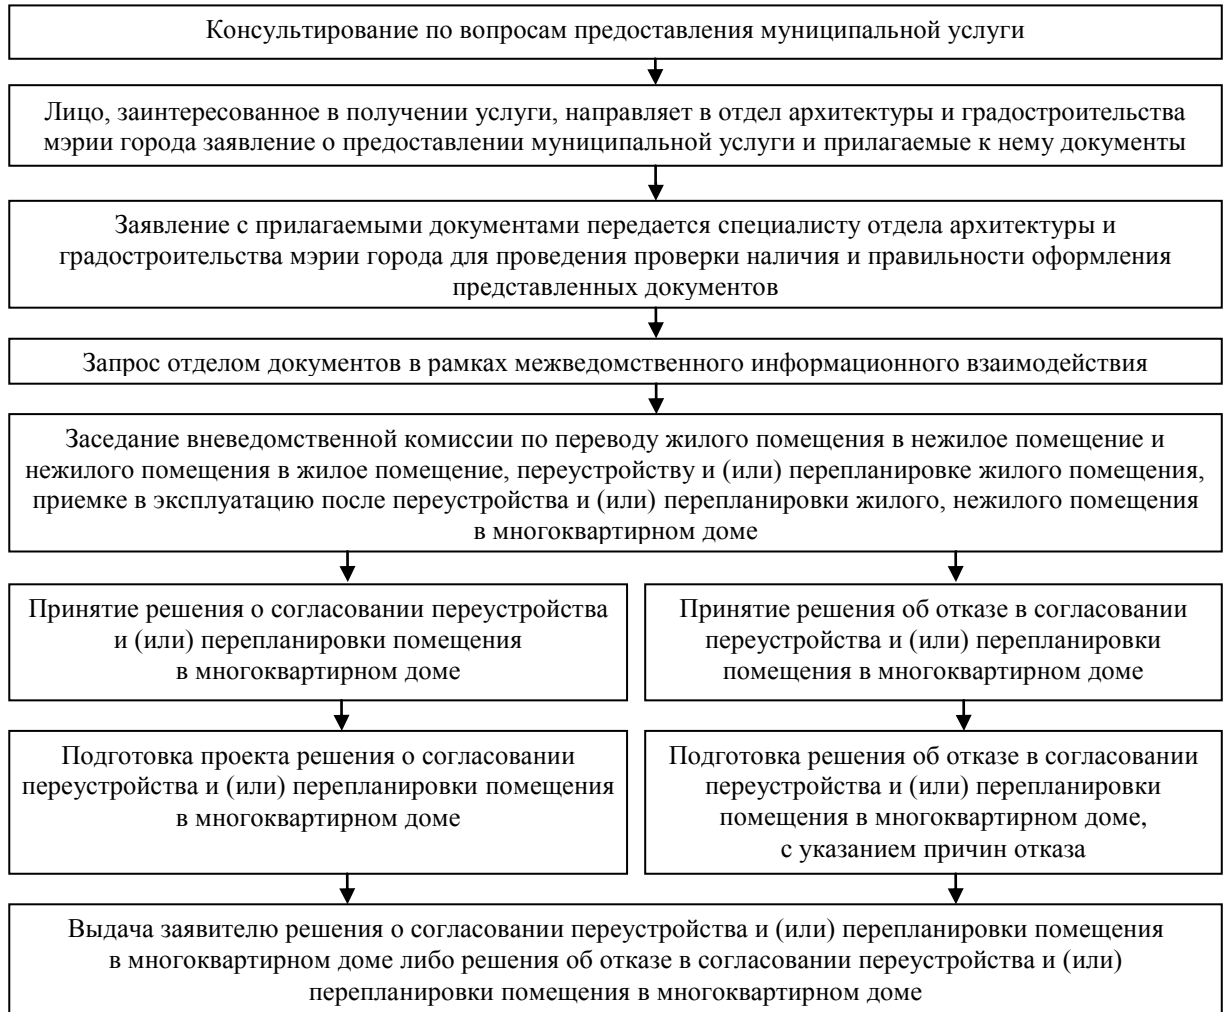 Консультирование по вопросам предоставления муниципальной услуги
Лицо, заинтересованное в получении услуги, направляет в отдел архитектуры и градостроительства
мэрии города заявление о предоставлении муниципальной услуги и прилагаемые к нему документы
Заявление с прилагаемыми документами передается специалисту отдела архитектуры и
градостроительства мэрии города для проведения проверки наличия и правильности оформления
представленных документов
Запрос отделом документов в рамках межведомственного информационного взаимодействия
Заседание вневедомственной комиссии по переводу жилого помещения в нежилое помещение и
нежилого помещения в жилое помещение, переустройству и (или) перепланировке жилого помещения,
приемке в эксплуатацию после переустройства и (или) перепланировки жилого, нежилого помещения
в многоквартирном доме
Принятие решения о согласовании переустройства
и (или) перепланировки помещения
в многоквартирном доме
Принятие решения об отказе в согласовании
переустройства и (или) перепланировки
помещения в многоквартирном доме
Подготовка проекта решения о согласовании
переустройства и (или) перепланировки помещения
в многоквартирном доме
Подготовка решения об отказе в согласовании
переустройства и (или) перепланировки
помещения в многоквартирном доме,
с указанием причин отказа
Выдача заявителю решения о согласовании переустройства и (или) перепланировки помещения
в многоквартирном доме либо решения об отказе в согласовании переустройства и (или)
перепланировки помещения в многоквартирном доме